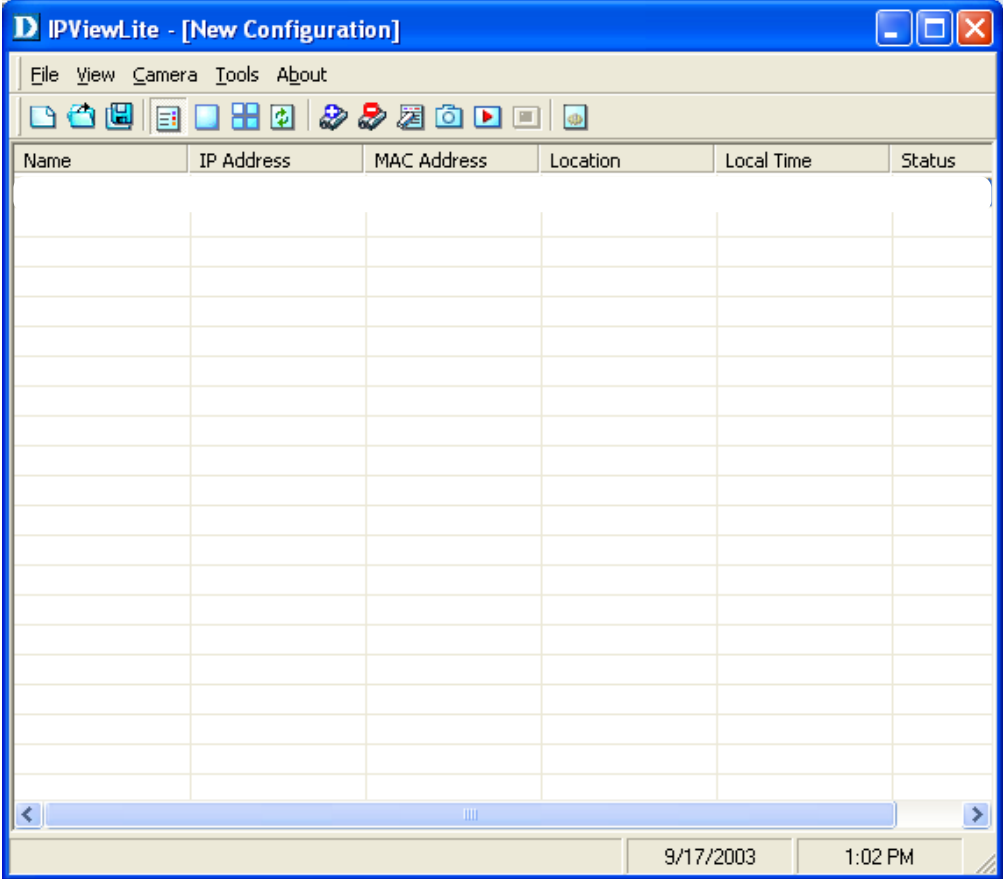 D IPViewLite - [New Configuration]
File View Camera Tools About
Name IP Address MAC Address Location Local Time Status
9/17/2003 1:02 PM